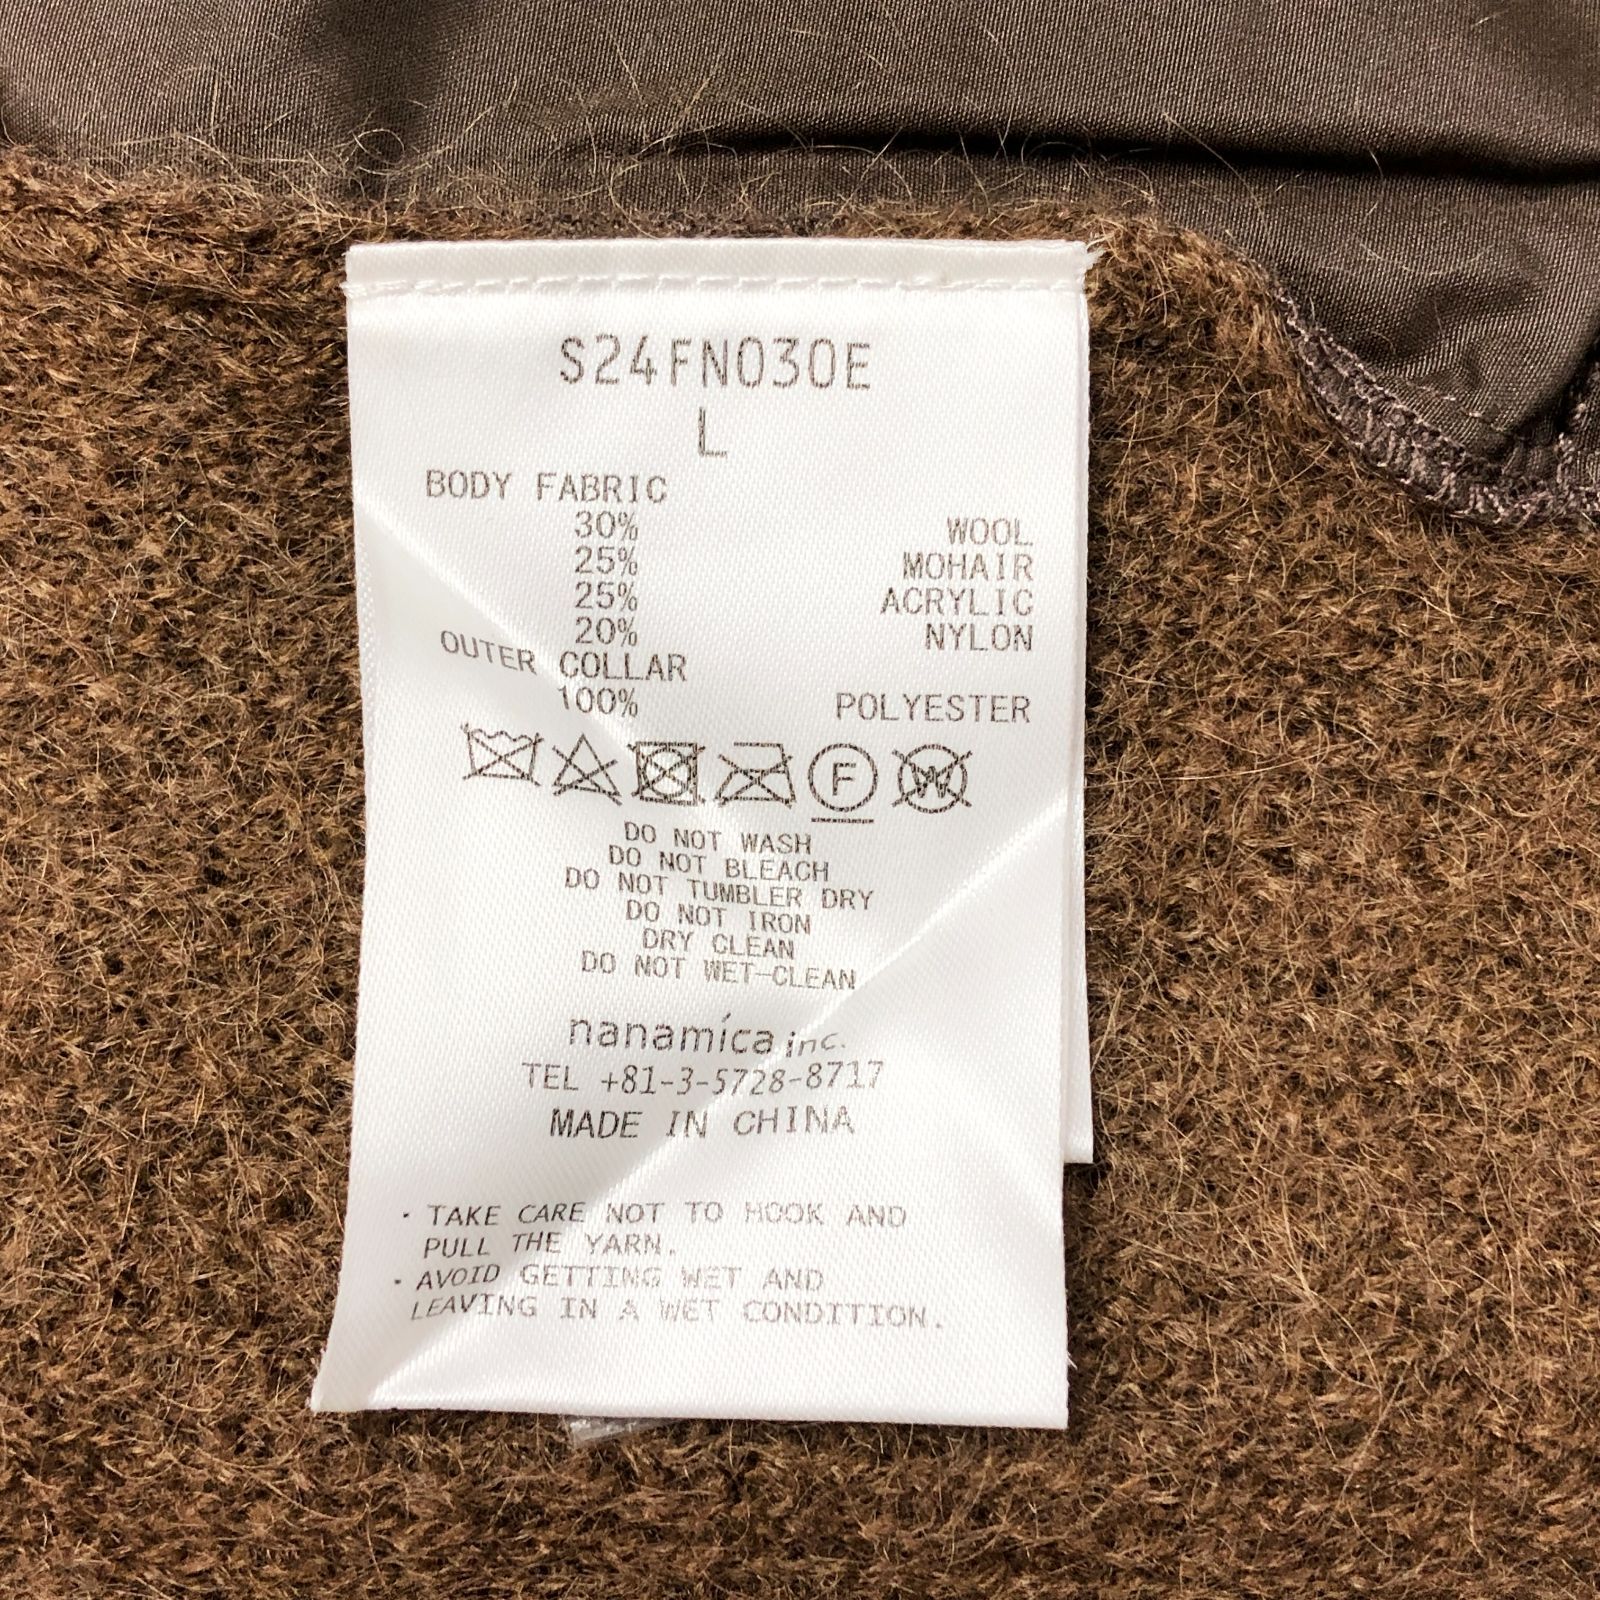 S24FN030E
L
BODY FABRIC
30% WOOL
25% MOHAIR
25% ACRYLIC
20% NYLON
OUTER COLLAR
100% POLYESTER
F W
DO NOT WASH
DO NOT BLEACH
DO NOT TUMBLER DRY
DO NOT IRON
DRY CLEAN
DO NOT WET-CLEAN
nanamíca inc.
TEL +81-3-5728-8717
MADE IN CHINA
・TAKE CARE NOT TO HOOK AND
PULL THE YARN.
・AVOID GETTING WET AND
LEAVING IN A WET CONDITION.